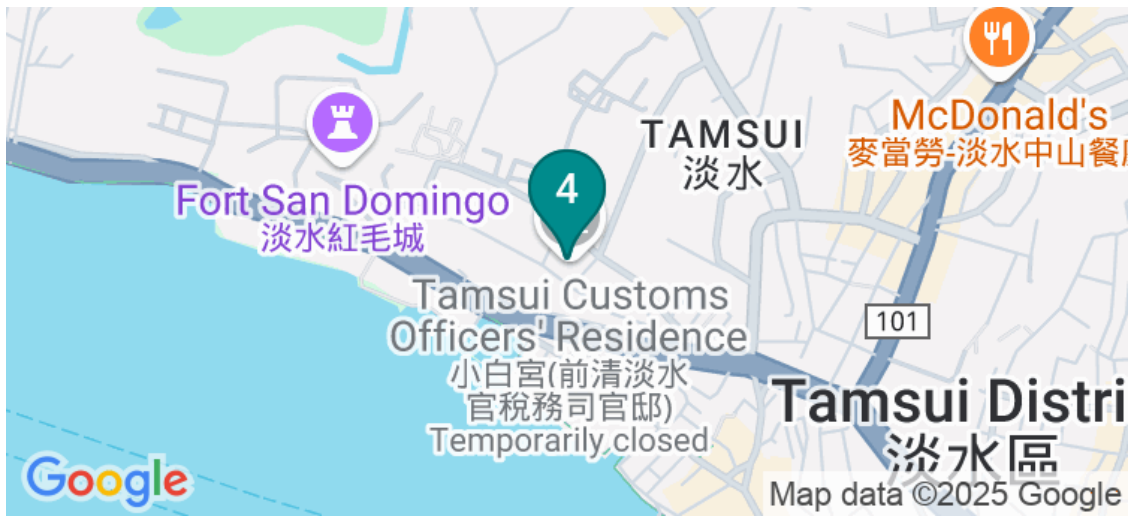 McDonald's
麥當勞-淡水中山餐廳
TAMSUI
淡水
4
Fort San Domingo
淡水紅毛城
Tamsui Customs
Officers' Residence
小白宮(前清淡水
官稅務司官邸)
Temporarily closed
101
Tamsui Distri
淡水區
Google
Map data ©2025 Google